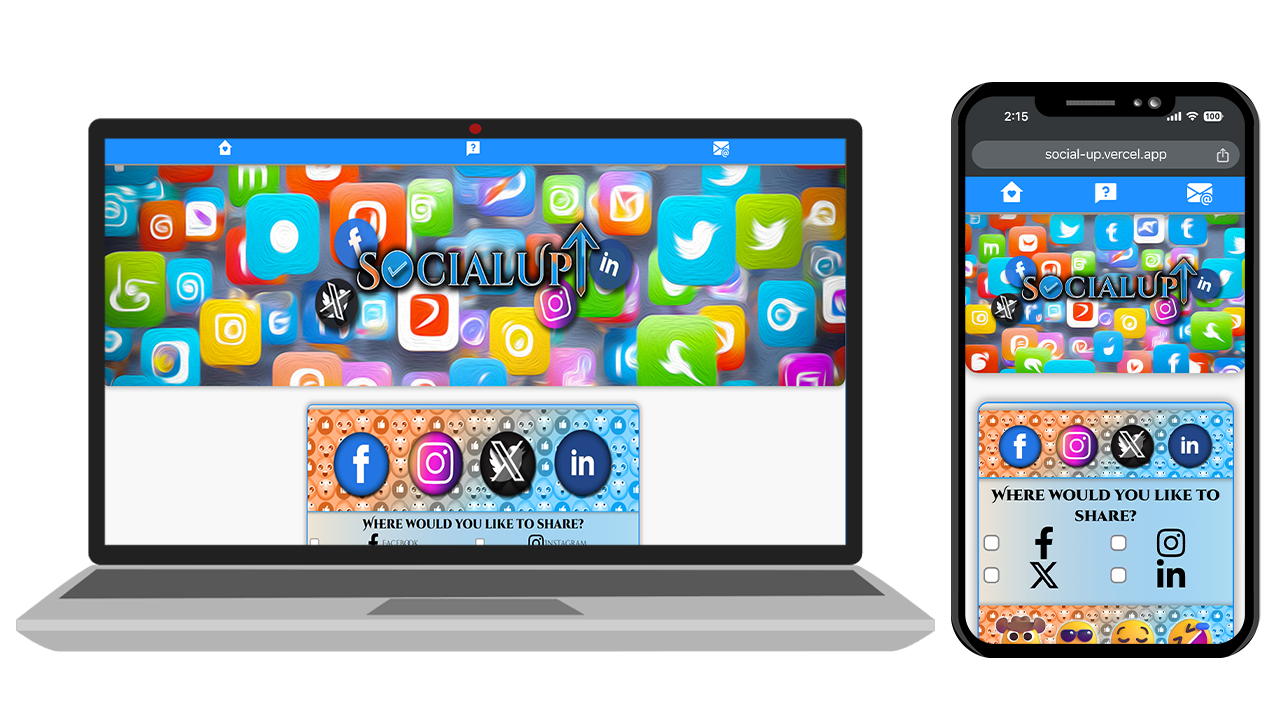 SOCIALUP
WHERE WOULD YOU LIKE TO SHARE?
FACEBOOK
INSTAGRAM
2:15
100
social-up.vercel.app
SOCIALUP
WHERE WOULD YOU LIKE TO
SHARE?